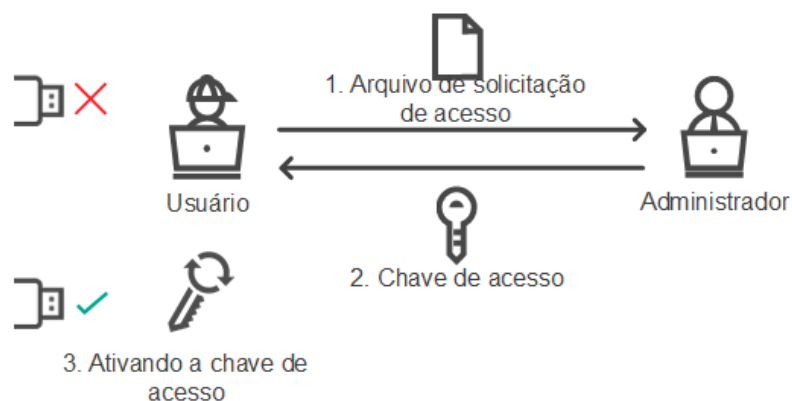 1. Arquivo de solicitação
de acesso
Usuário
Administrador
2. Chave de acesso
3. Ativando a chave de
acesso